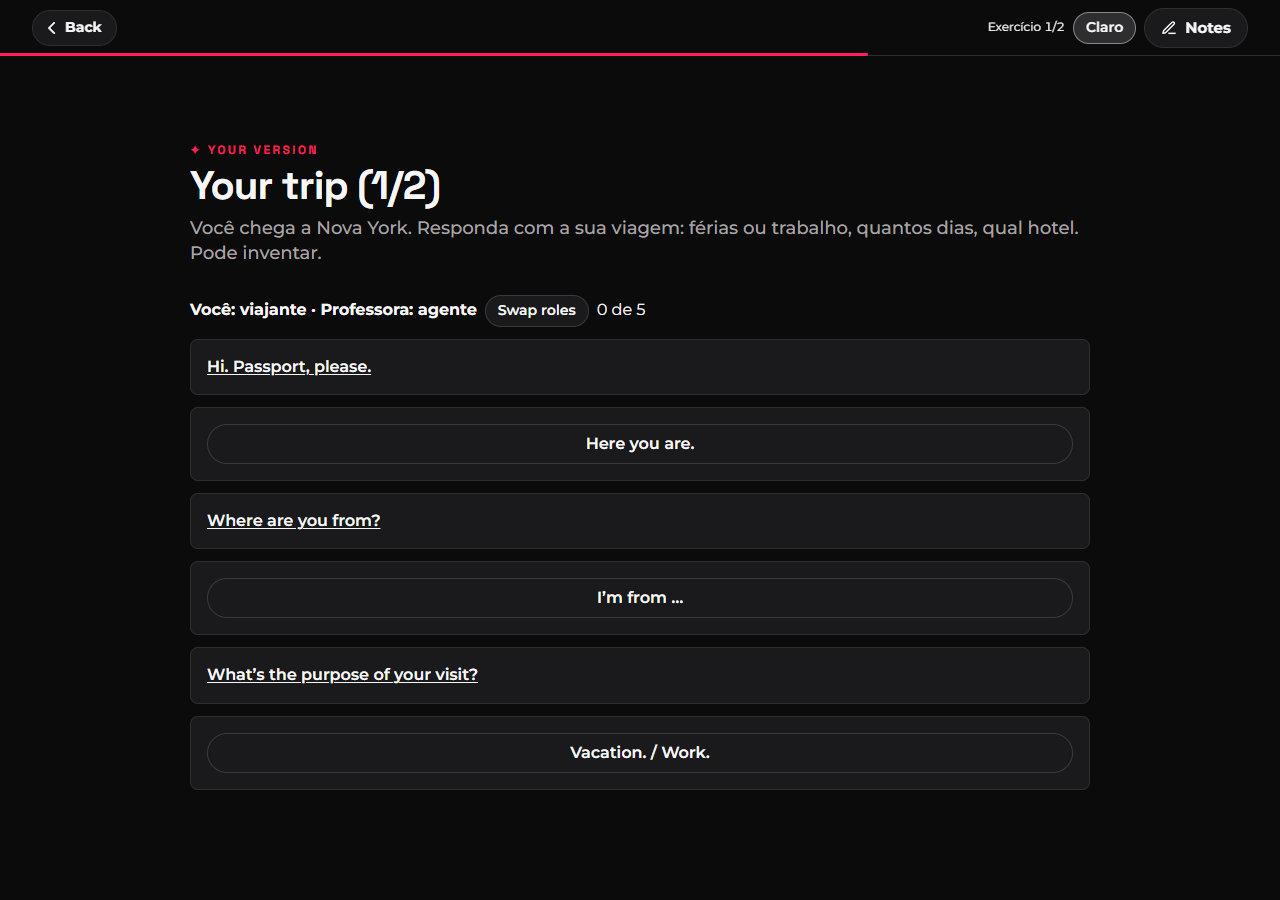 Back
Exercício 1/2
Claro
Notes
✦ YOUR VERSION
Your trip (1/2)
Você chega a Nova York. Responda com a sua viagem: férias ou trabalho, quantos dias, qual hotel.
Pode inventar.
Você: viajante · Professora: agente
Swap roles
0 de 5
Hi. Passport, please.
Here you are.
Where are you from?
I’m from ...
What’s the purpose of your visit?
Vacation. / Work.